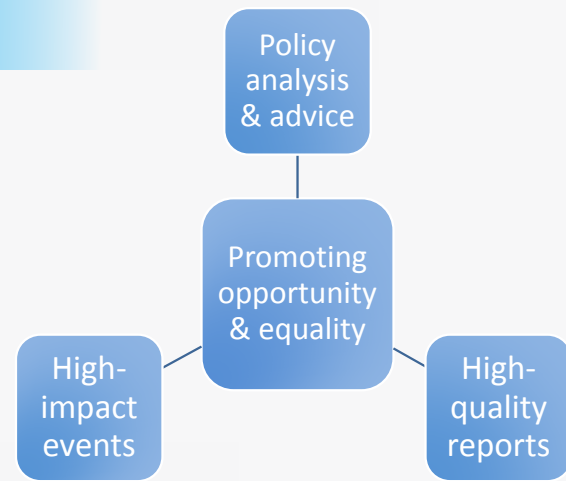 Policy
analysis
& advice
Promoting
opportunity
& equality
High-
impact
events
High-
quality
reports